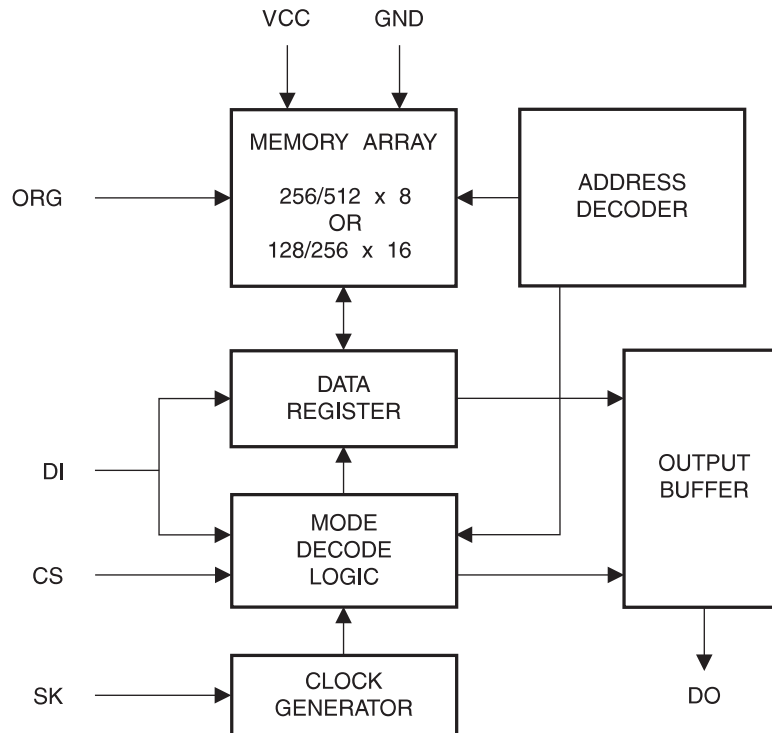 VCC
GND
MEMORY ARRAY
256/512 x 8
OR
128/256 x 16
ADDRESS
DECODER
ORG
DATA
REGISTER
DI
OUTPUT
BUFFER
MODE
DECODE
LOGIC
CS
CLOCK
GENERATOR
SK
DO